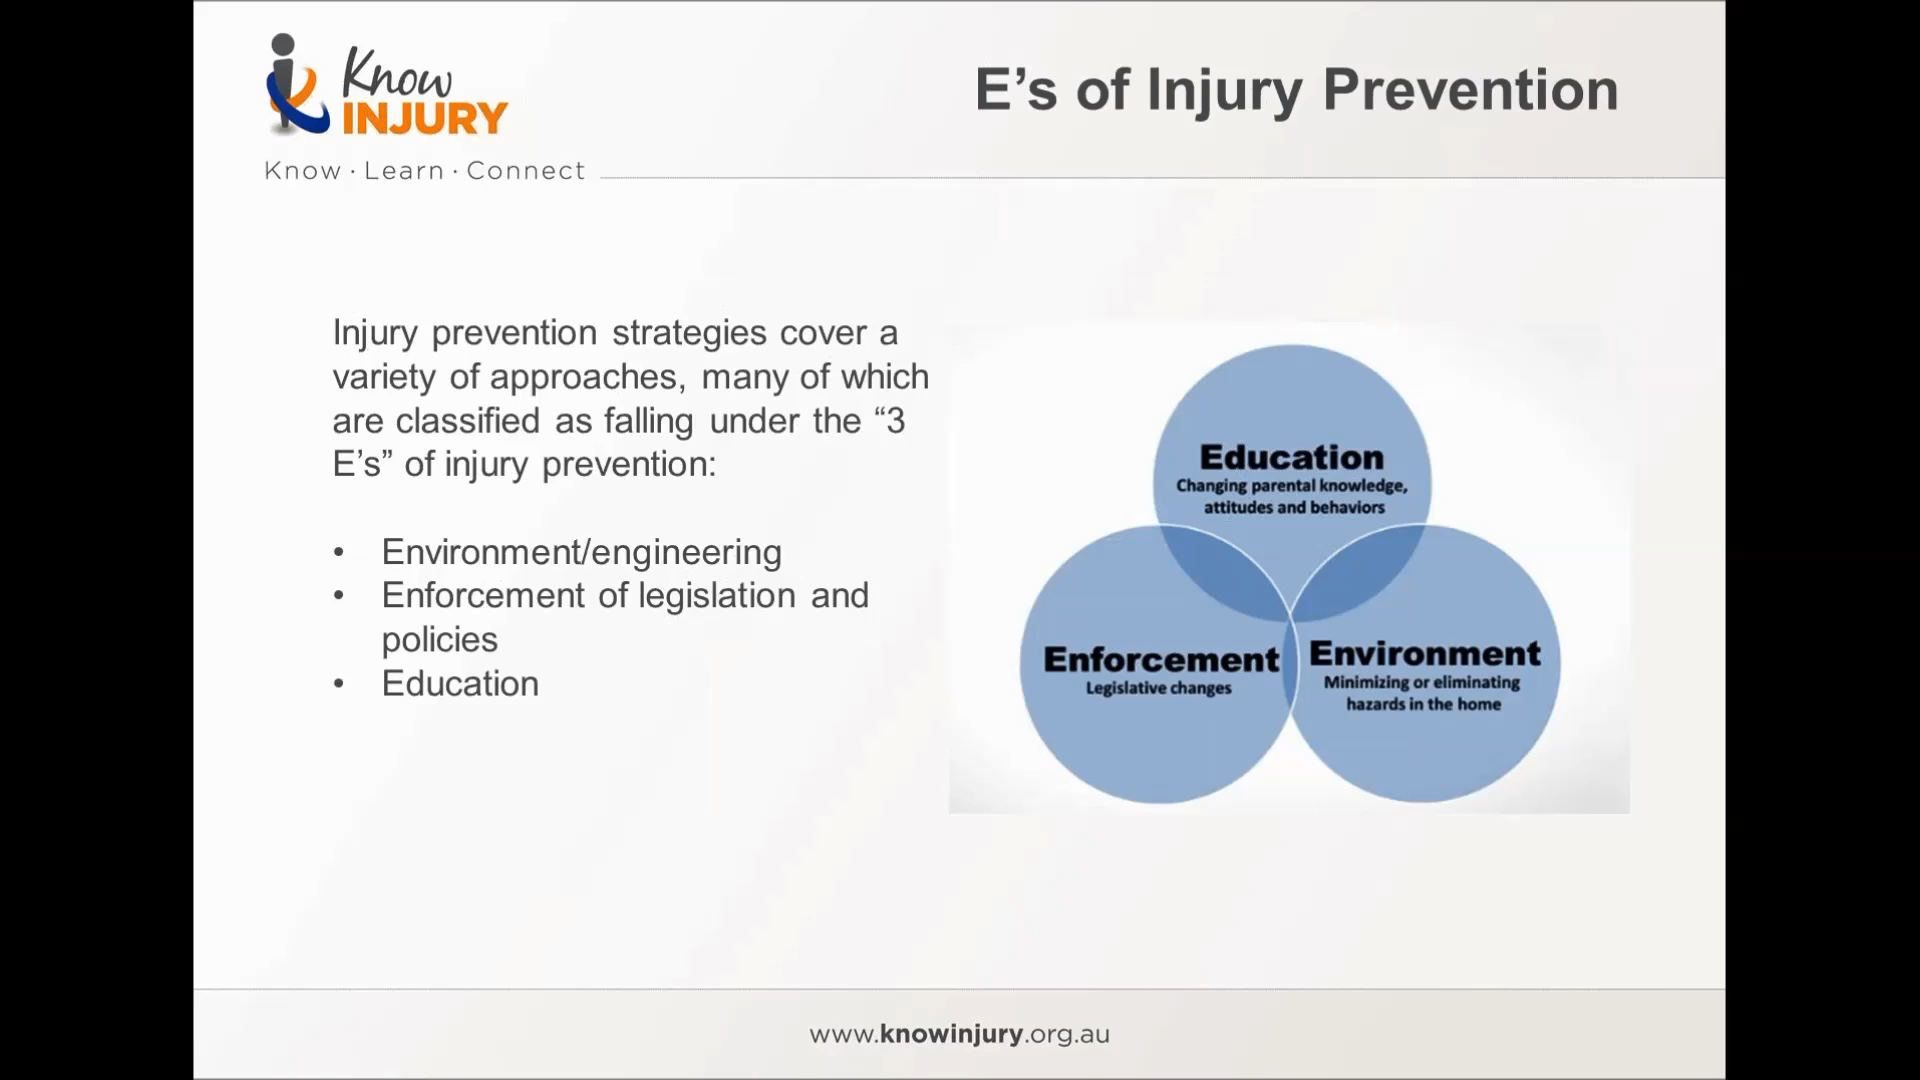 Know
INJURY
Know · Learn · Connect
E’s of Injury Prevention
Injury prevention strategies cover a
variety of approaches, many of which
are classified as falling under the “3
E’s” of injury prevention:
• Environment/engineering
• Enforcement of legislation and
policies
• Education
Education
Changing parental knowledge,
attitudes and behaviors
Enforcement
Legislative changes
Environment
Minimizing or eliminating
hazards in the home
www.knowinjury.org.au